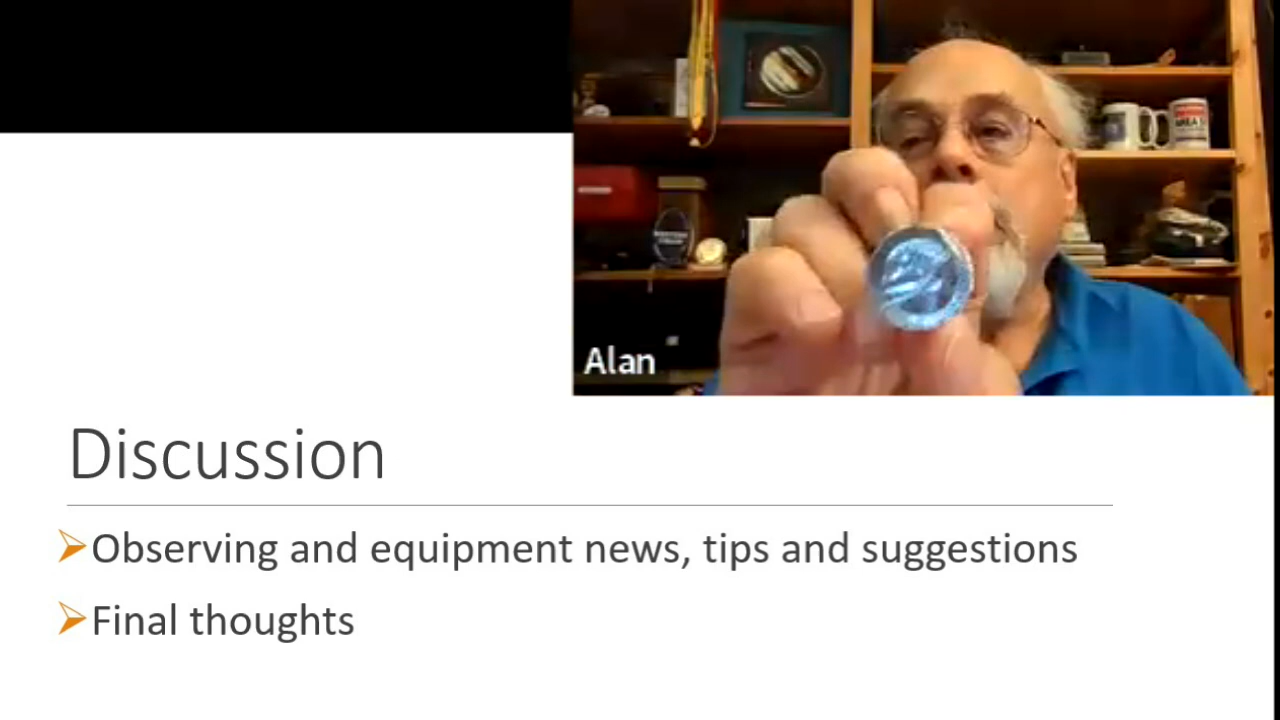 Alan
Discussion
Observing and equipment news, tips and suggestions
Final thoughts